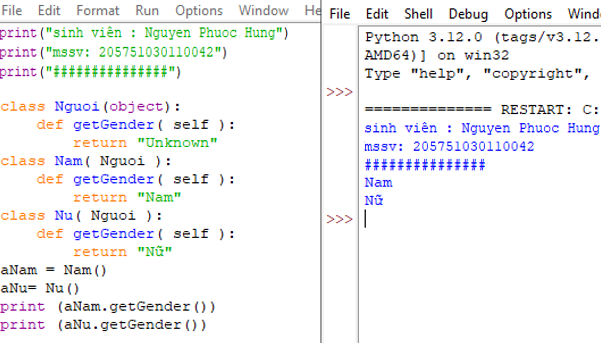 File Edit Format Run Options Window He
print("sinh viên : Nguyen Phuoc Hung")
print("mssv: 205751030110042")
print("###############")
class Nguoi(object):
def getGender( self ):
return "Unknown"
class Nam( Nguoi ):
def getGender( self ):
return "Nam"
class Nu( Nguoi ):
def getGender( self ):
return "Nữ"
aNam = Nam()
aNu= Nu()
print (aNam.getGender())
print (aNu.getGender())
File Edit Shell Debug Options Window
Python 3.12.0 (tags/v3.12.
AMD64)] on win32
Type "help", "copyright",
>>>
============== RESTART: C:
sinh viên : Nguyen Phuoc Hung
mssv: 205751030110042
###############
Nam
Nữ
>>>